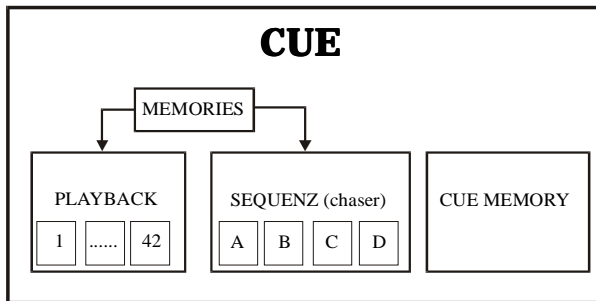 CUE
MEMORIES
PLAYBACK
1 ...... 42
SEQUENZ (chaser)
A B C D
CUE MEMORY